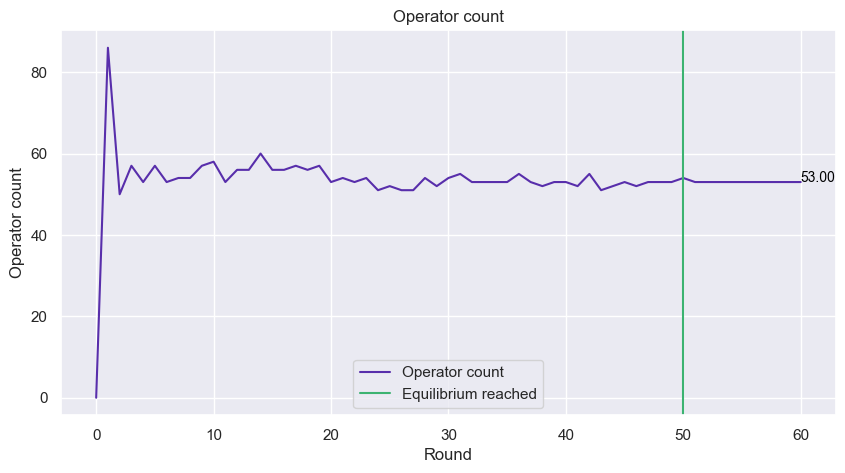 Operator count
Operator count
80
60
40
20
0
53.00
Operator count
Equilibrium reached
0 10 20 30 40 50 60
Round